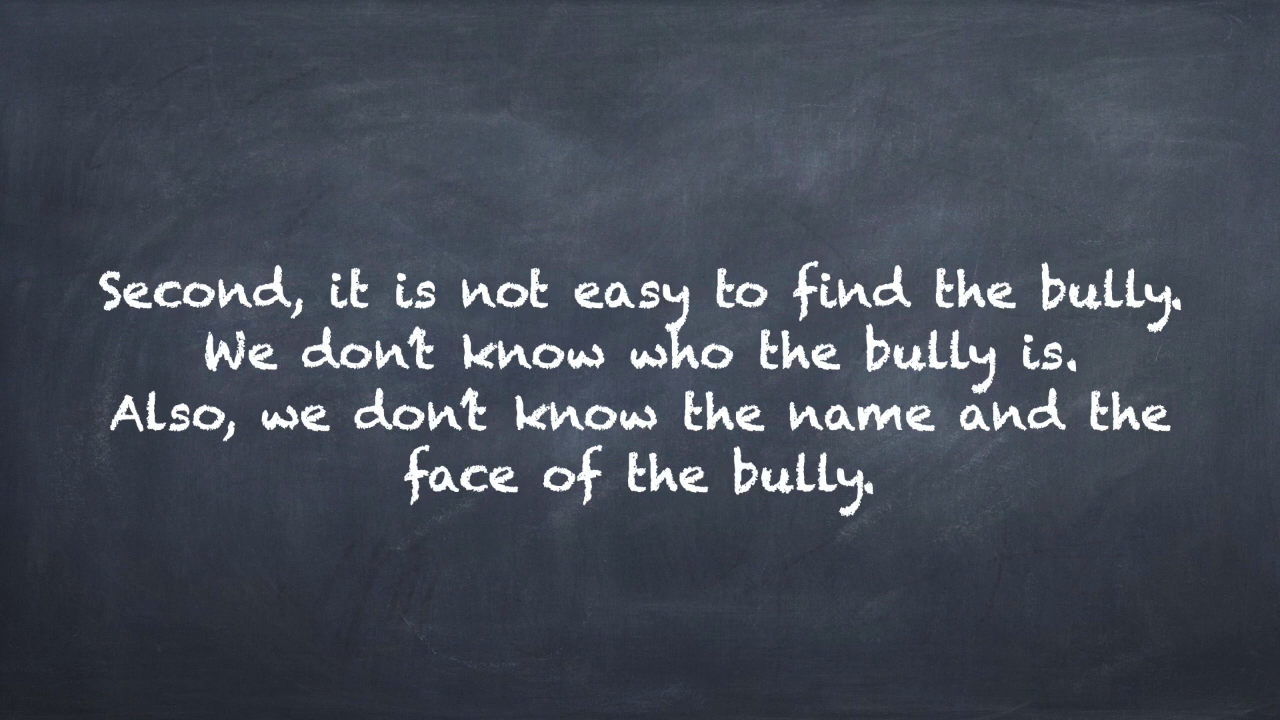 Second, it is not easy to find the bully.
We don't know who the bully is.
Also, we don't know the name and the
face of the bully.